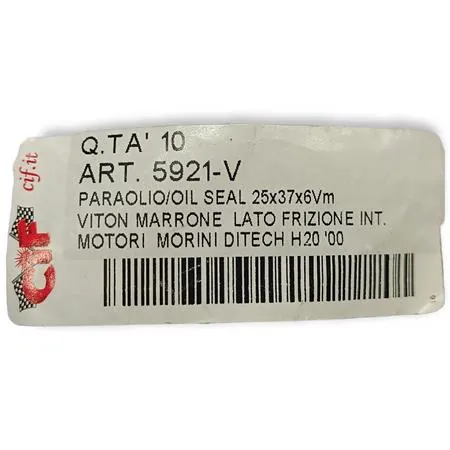 cif.it
CIF
Q.TA' 10
ART. 5921-V
PARAOLIO/OIL SEAL 25x37x6Vm
VITON MARRONE LATO FRIZIONE INT.
MOTORI MORINI DITECH H20 '00